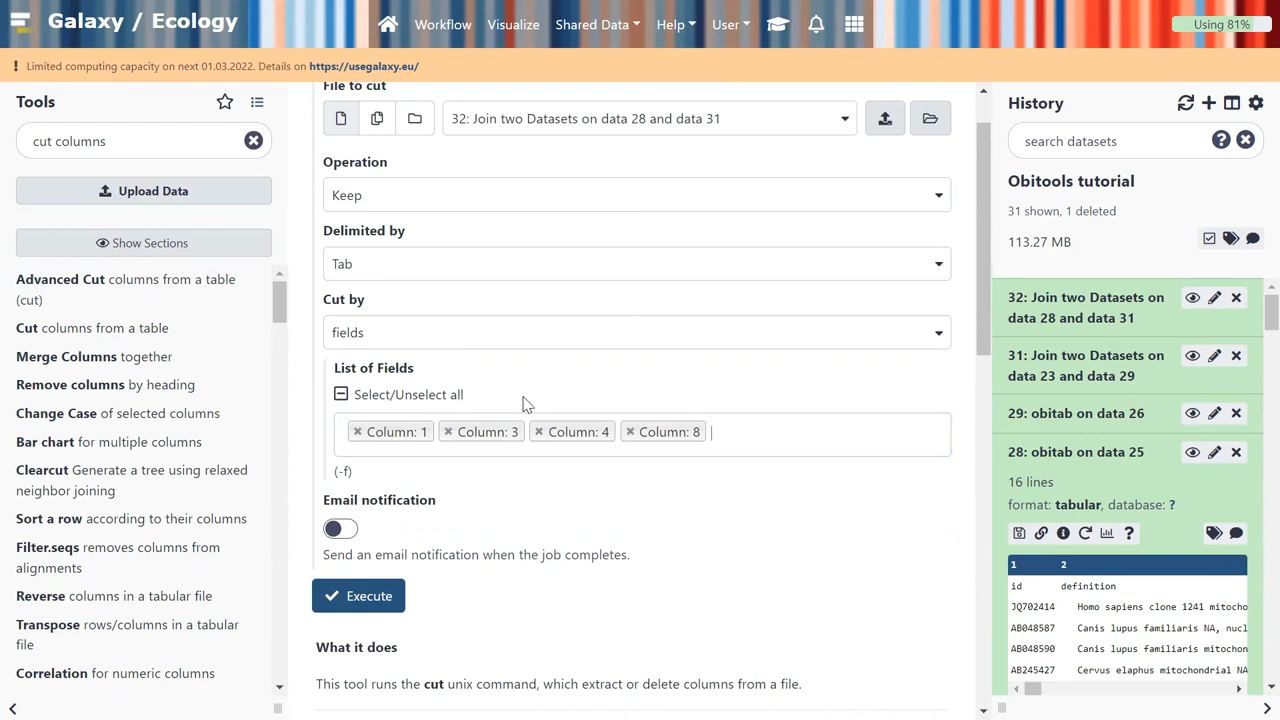 Galaxy / Ecology
Workflow
Visualize
Shared Data
Help
User
Using 81%
! Limited computing capacity on next 01.03.2022. Details on https://usegalaxy.eu/
Tools
cut columns
Upload Data
Show Sections
Advanced Cut columns from a table
(cut)
Cut columns from a table
Merge Columns together
Remove columns by heading
Change Case of selected columns
Bar chart for multiple columns
Clearcut Generate a tree using relaxed
neighbor joining
Sort a row according to their columns
Filter.seqs removes columns from
alignments
Reverse columns in a tabular file
Transpose rows/columns in a tabular
file
Correlation for numeric columns
File to cut
32: Join two Datasets on data 28 and data 31
Operation
Keep
Delimited by
Tab
Cut by
fields
List of Fields
Select/Unselect all
Column: 1
Column: 3
Column: 4
Column: 8
(-f)
Email notification
Send an email notification when the job completes.
Execute
What it does
This tool runs the cut unix command, which extract or delete columns from a file.
History
search datasets
Obitools tutorial
31 shown, 1 deleted
113.27 MB
32: Join two Datasets on
data 28 and data 31
31: Join two Datasets on
data 23 and data 29
29: obitab on data 26
28: obitab on data 25
16 lines
format: tabular, database: ?
1 2
id definition
JQ702414 Homo sapiens clone 1241 mitocho
AB048587 Canis lupus familiaris NA, nucl
AB048590 Canis lupus familiaris mitochon
AB245427 Cervus elaphus mitochondrial NA